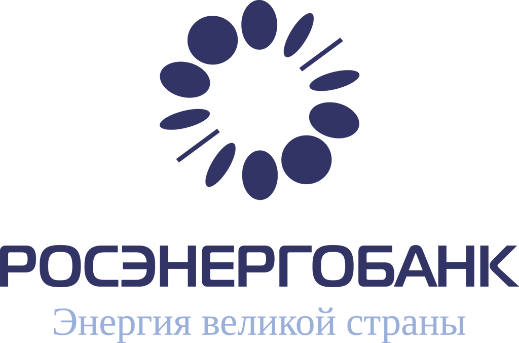 РОСЭНЕРГОБАНК
Энергия великой страны